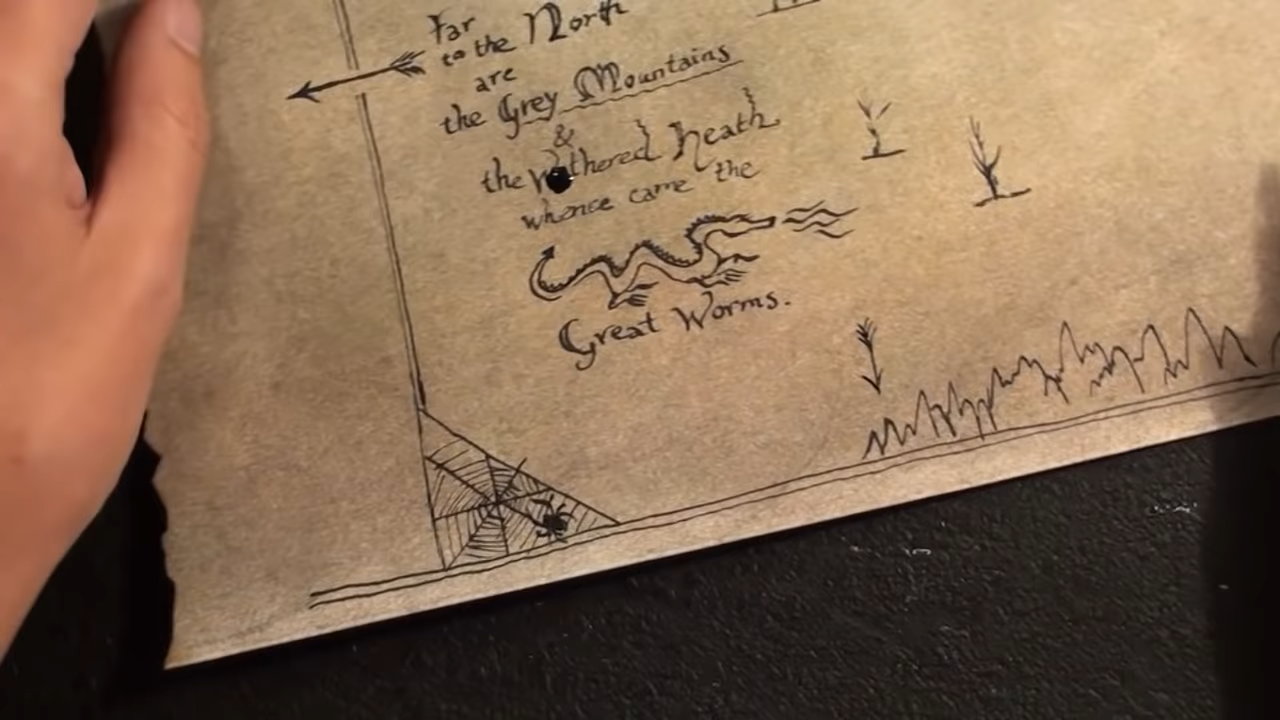 Far
to the North
are
the Grey Mountains
&
the Withered Heath
whence came the
Great Worms.